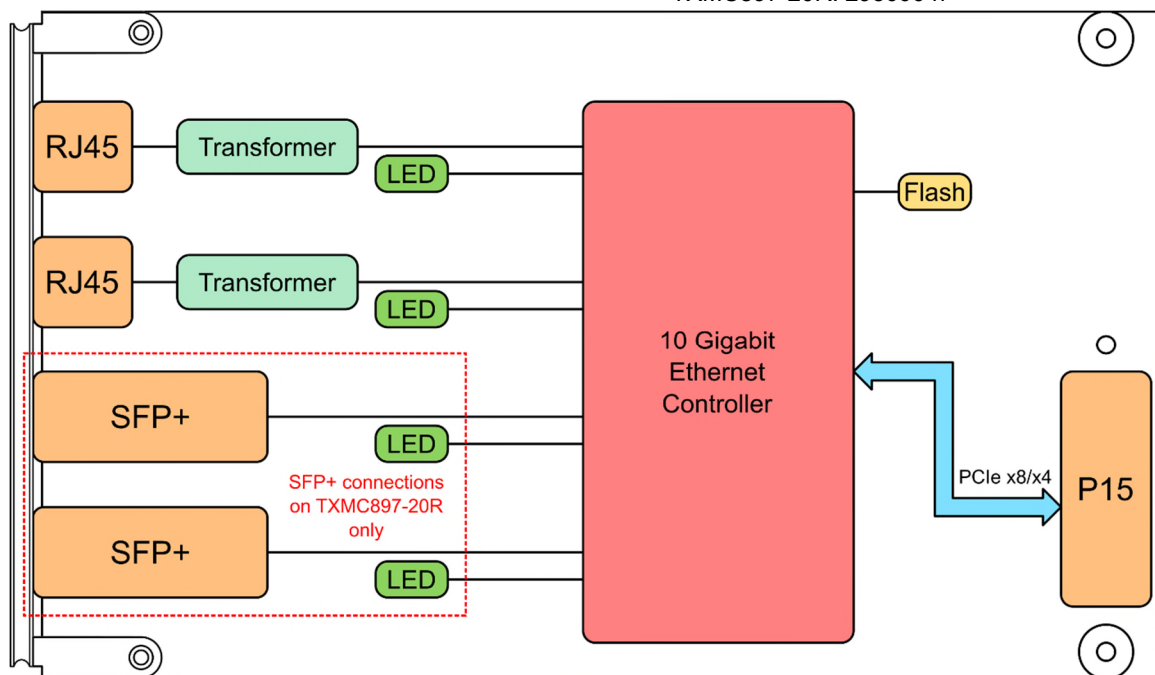 RJ45
Transformer
LED
Flash
RJ45
Transformer
LED
10 Gigabit
Ethernet
Controller
SFP+
LED
SFP+ connections
on TXMC897-20R
only
PCIe x8/x4
P15
SFP+
LED